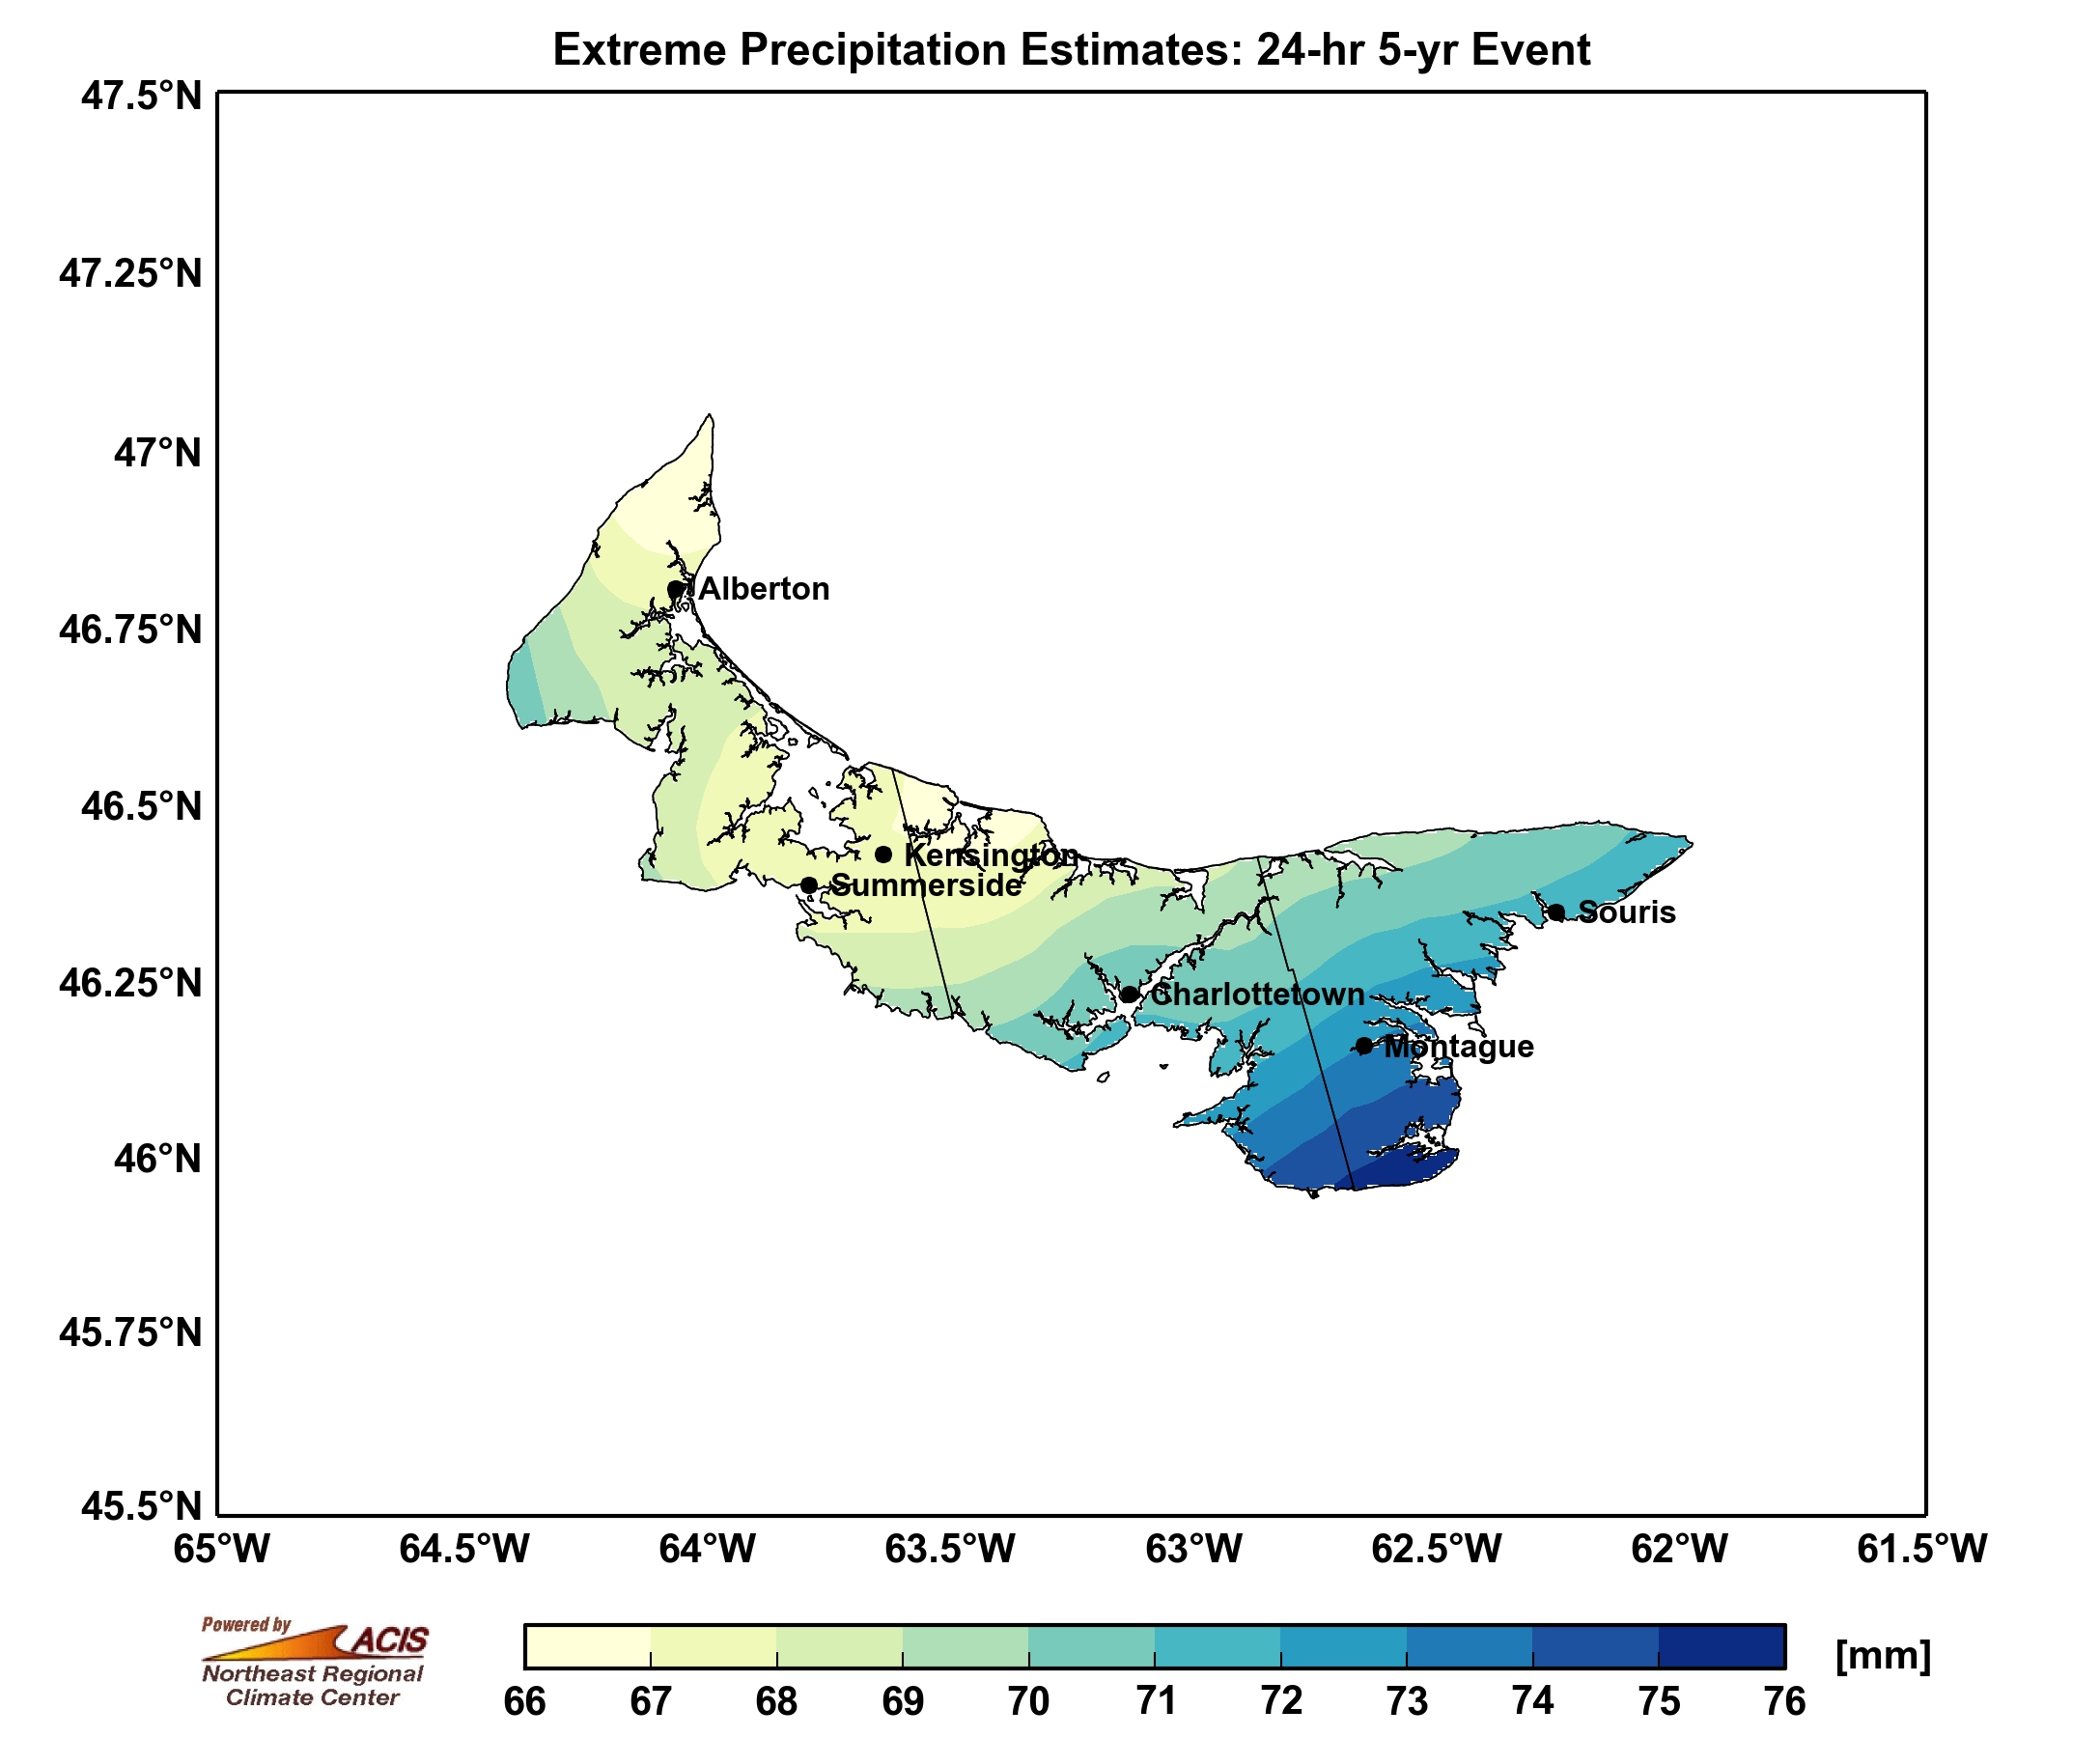 Extreme Precipitation Estimates: 24-hr 5-yr Event
47.5°N
47.25°N
47°N
46.75°N
46.5°N
46.25°N
46°N
45.75°N
45.5°N
Alberton
Kensington
Summerside
Souris
Charlottetown
Montague
65°W 64.5°W 64°W 63.5°W 63°W 62.5°W 62°W 61.5°W
Powered by
ACIS
Northeast Regional
Climate Center
[mm]
66 67 68 69 70 71 72 73 74 75 76